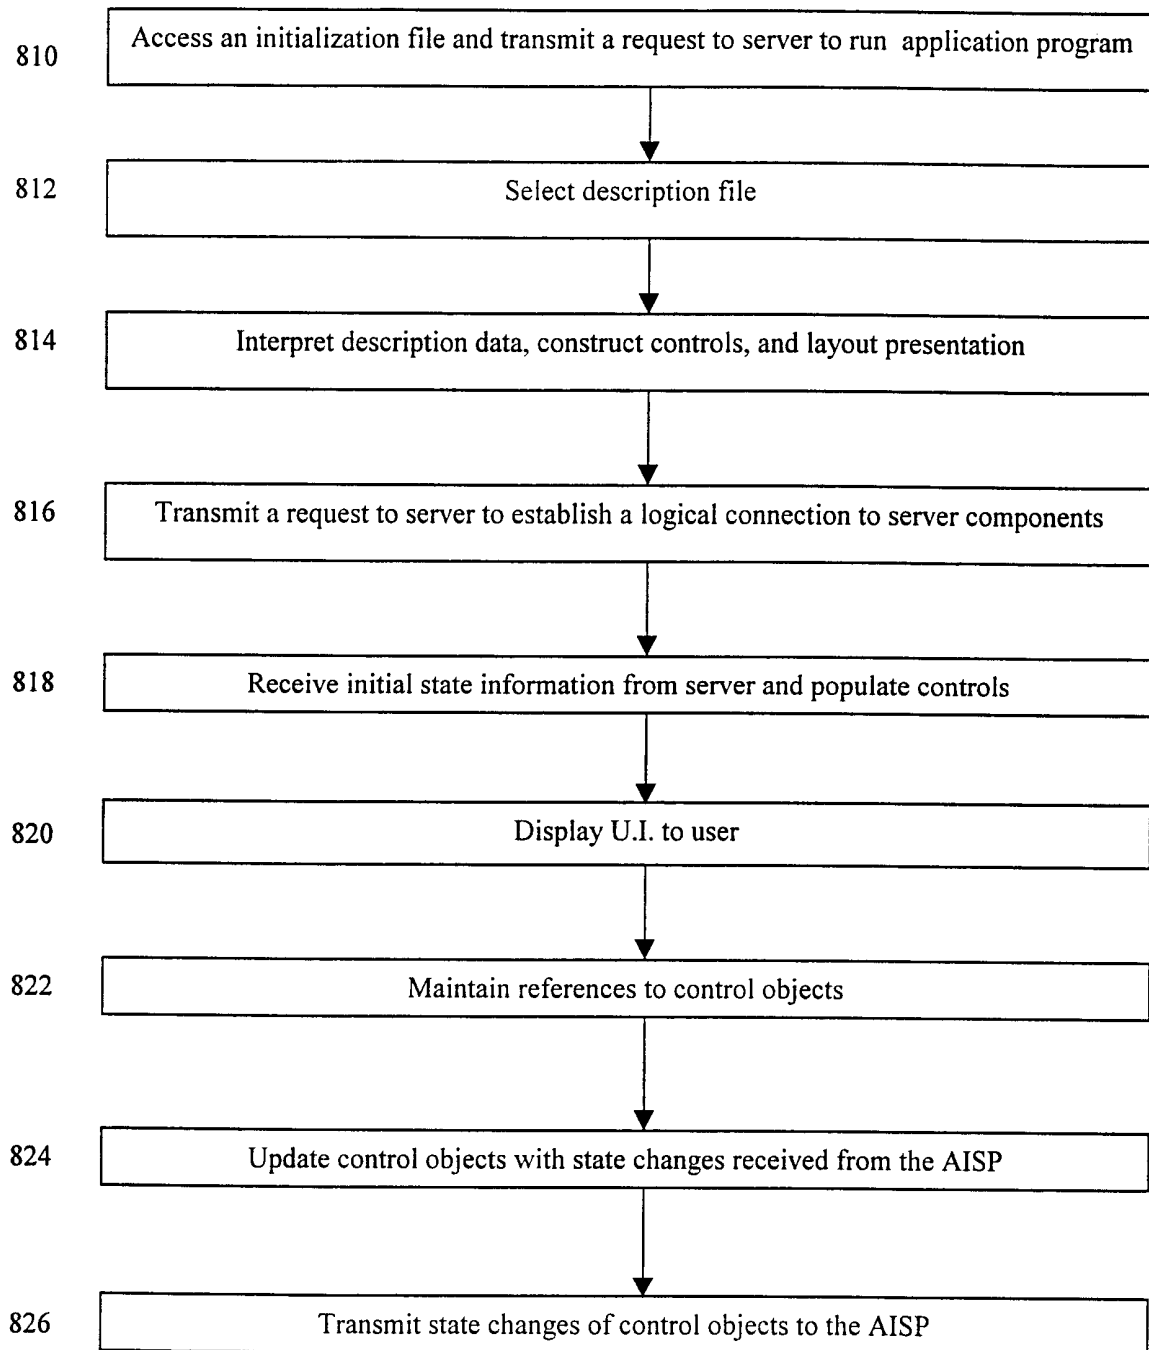 810 Access an initialization file and transmit a request to server to run application program
812 Select description file
814 Interpret description data, construct controls, and layout presentation
816 Transmit a request to server to establish a logical connection to server components
818 Receive initial state information from server and populate controls
820 Display U.I. to user
822 Maintain references to control objects
824 Update control objects with state changes received from the AISP
826 Transmit state changes of control objects to the AISP